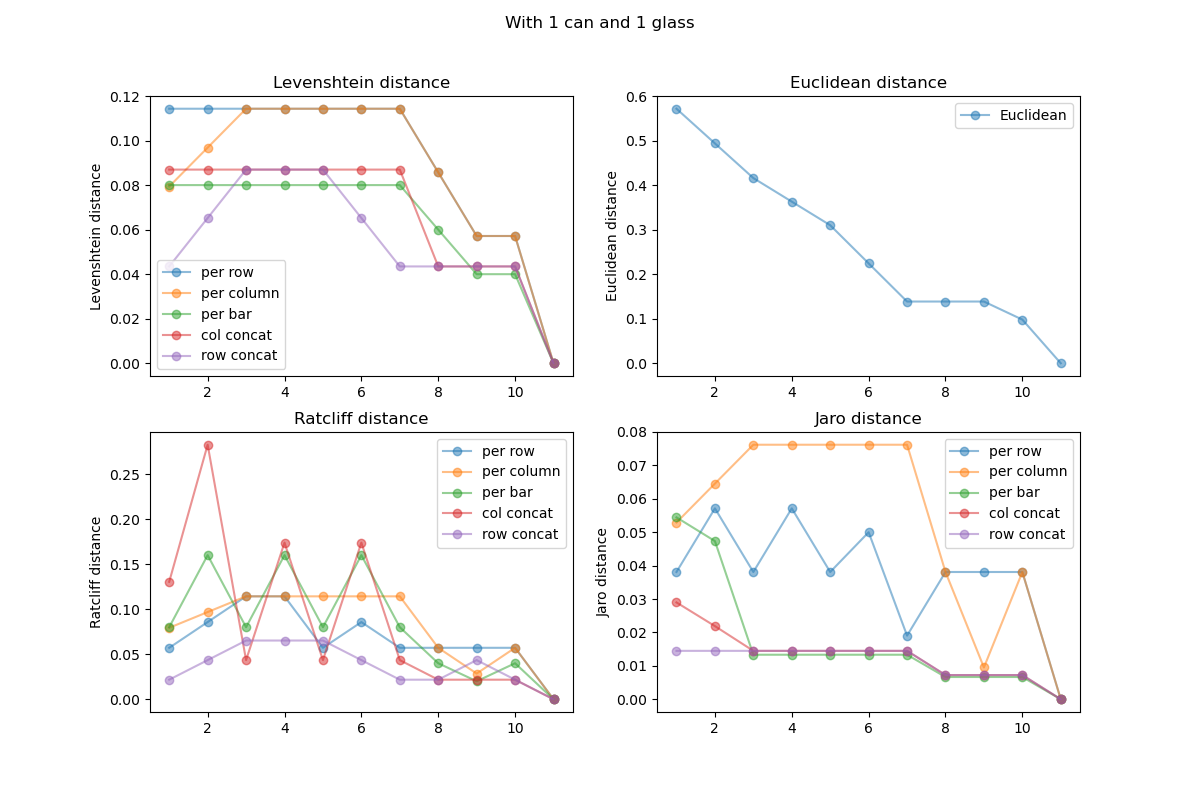 With 1 can and 1 glass
Levenshtein distance
Levenshtein distance
0.12
0.10
0.08
0.06
0.04
0.02
0.00
per row
per column
per bar
col concat
row concat
2 4 6 8 10
Euclidean distance
Euclidean distance
0.6
0.5
0.4
0.3
0.2
0.1
0.0
Euclidean
2 4 6 8 10
Ratcliff distance
Ratcliff distance
0.25
0.20
0.15
0.10
0.05
0.00
per row
per column
per bar
col concat
row concat
2 4 6 8 10
Jaro distance
Jaro distance
0.08
0.07
0.06
0.05
0.04
0.03
0.02
0.01
0.00
per row
per column
per bar
col concat
row concat
2 4 6 8 10